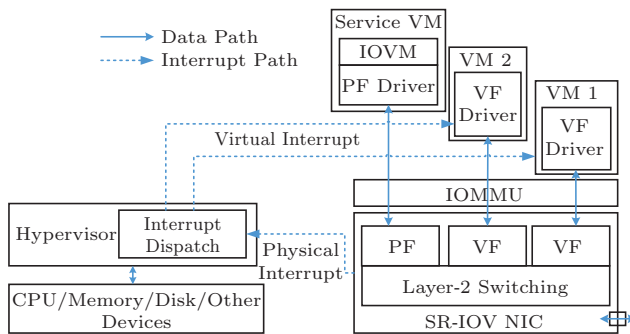 Service VM
Data Path
IOVM
Interrupt Path
PF Driver
VM 2
VF
Driver
VM 1
VF
Driver
Virtual Interrupt
IOMMU
Hypervisor
Interrupt
Dispatch
Physical
Interrupt
PF
VF
VF
Layer-2 Switching
SR-IOV NIC
CPU/Memory/Disk/Other
Devices